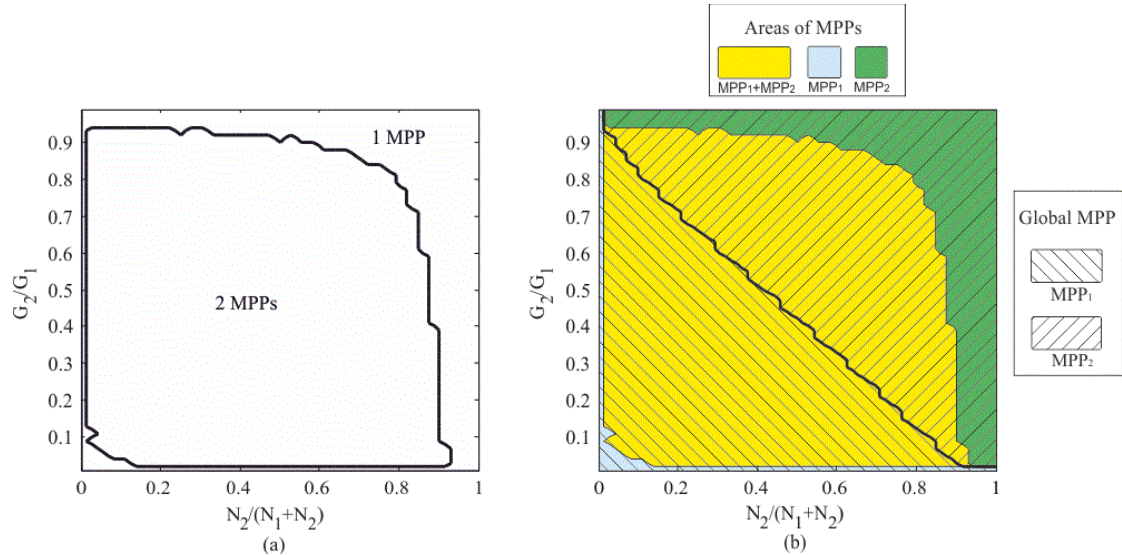 Areas of MPPs
MPP1+MPP2 MPP1 MPP2
1 MPP
2 MPPs
G2/G1
0.9
0.8
0.7
0.6
0.5
0.4
0.3
0.2
0.1
0 0.2 0.4 0.6 0.8 1
N2/(N1+N2)
(a)
G2/G1
0.9
0.8
0.7
0.6
0.5
0.4
0.3
0.2
0.1
0 0.2 0.4 0.6 0.8 1
N2/(N1+N2)
(b)
Global MPP
MPP1
MPP2